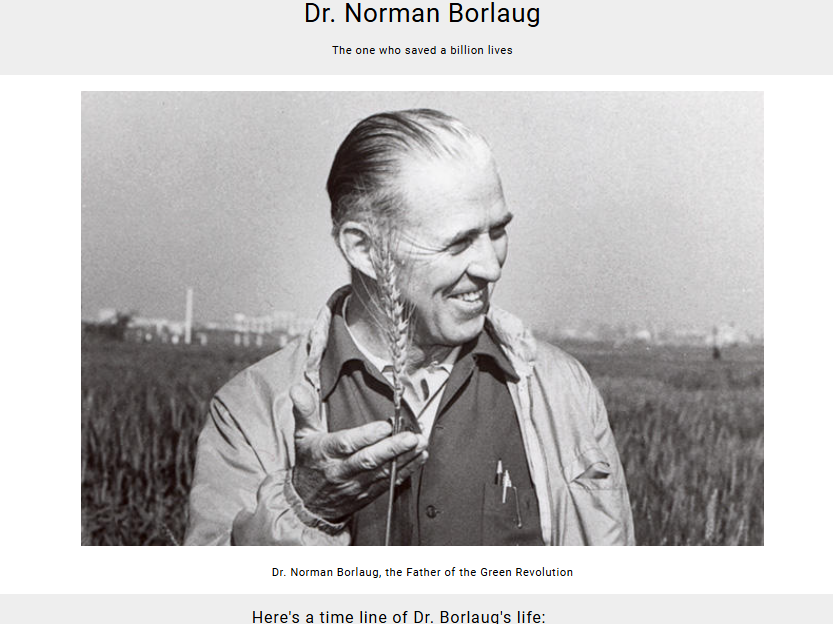 Dr. Norman Borlaug
The one who saved a billion lives
Dr. Norman Borlaug, the Father of the Green Revolution
Here's a time line of Dr. Borlaug's life: